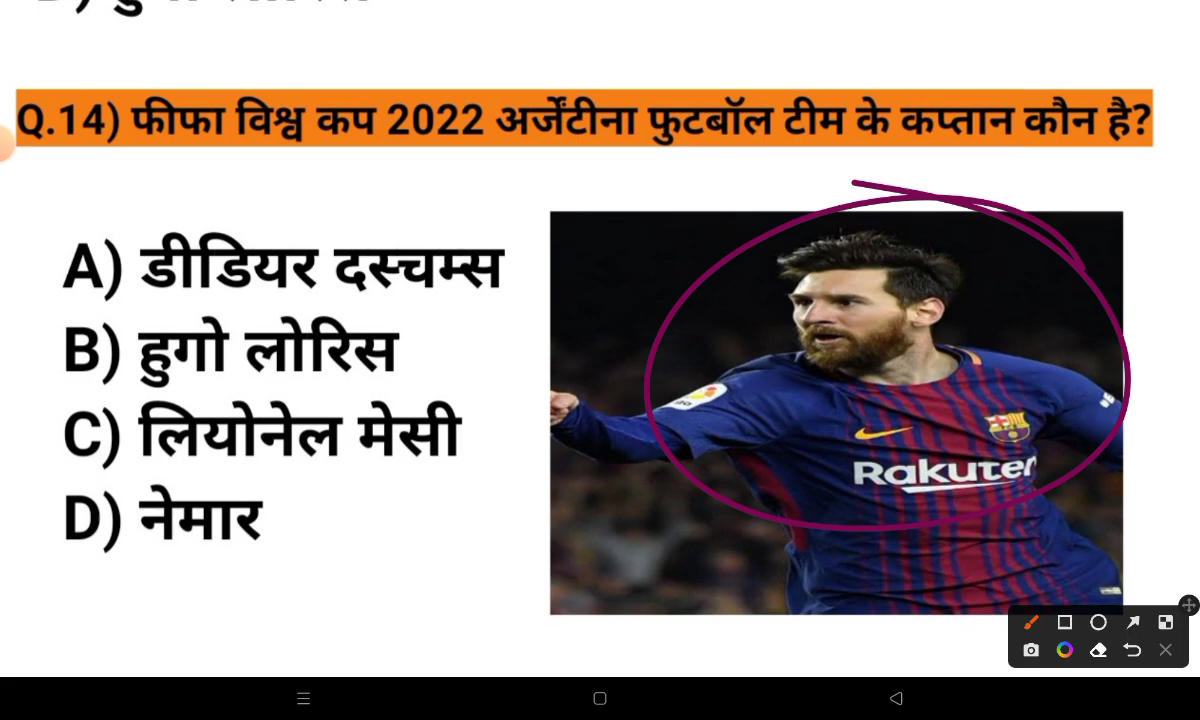 Q.14) फीफा विश्व कप 2022 अर्जेंटीना फुटबॉल टीम के कप्तान कौन है?
A) डीडियर दस्चम्स
B) हुगो लोरिस
C) लियोनेल मेसी
D) नेमार
Rakuten